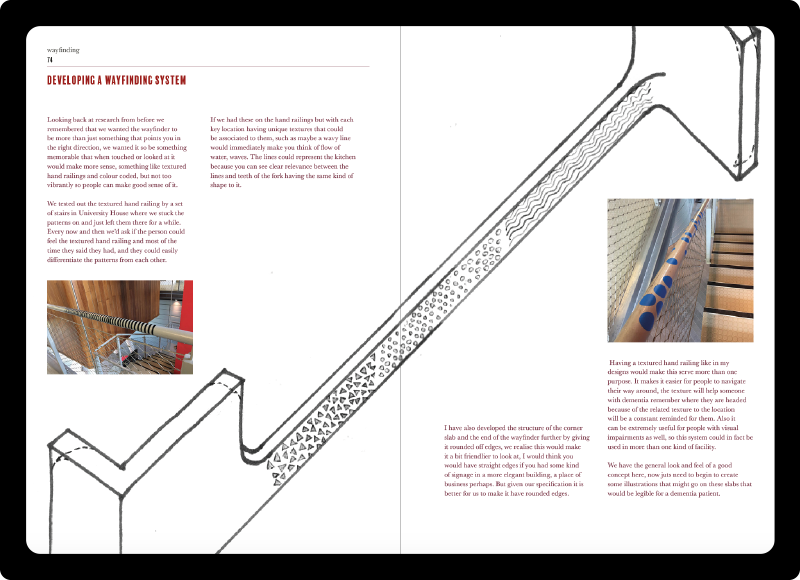 wayfinding
74
DEVELOPING A WAYFINDING SYSTEM
Looking back at research from before we
remembered that we wanted the wayfinder to
be more than just something that points you in
the right direction, we wanted it so be something
memorable that when touched or looked at it
would make more sense, something like textured
hand railings and colour coded, but not too
vibrantly so people can make good sense of it.
We tested out the textured hand railing by a set
of stairs in University House where we stuck the
patterns on and just left them there for a while.
Every now and then we'd ask if the person could
feel the textured hand railing and most of the
time they said they had, and they could easily
differentiate the patterns from each other.
If we had these on the hand railings but with each
key location having unique textures that could
be associated to them, such as maybe a wavy line
would immediately make you think of flow of
water, waves. The lines could represent the kitchen
because you can see clear relevance between the
lines and teeth of the fork having the same kind of
shape to it.
I have also developed the structure of the corner
slab and the end of the wayfinder further by giving
it rounded off edges, we realise this would make
it a bit friendlier to look at, I would think you
would have straight edges if you had some kind
of signage in a more elegant building, a place of
business perhaps. But given our specification it is
better for us to make it have rounded edges.
Having a textured hand railing like in my
designs would make this serve more than one
purpose. It makes it easier for people to navigate
their way around, the texture will help someone
with dementia remember where they are headed
because of the related texture to the location
will be a constant reminded for them. Also it
can be extremely useful for people with visual
impairments as well, so this system could in fact be
used in more than one kind of facility.
We have the general look and feel of a good
concept here, now juts need to begin to create
some illustrations that might go on these slabs that
would be legible for a dementia patient.